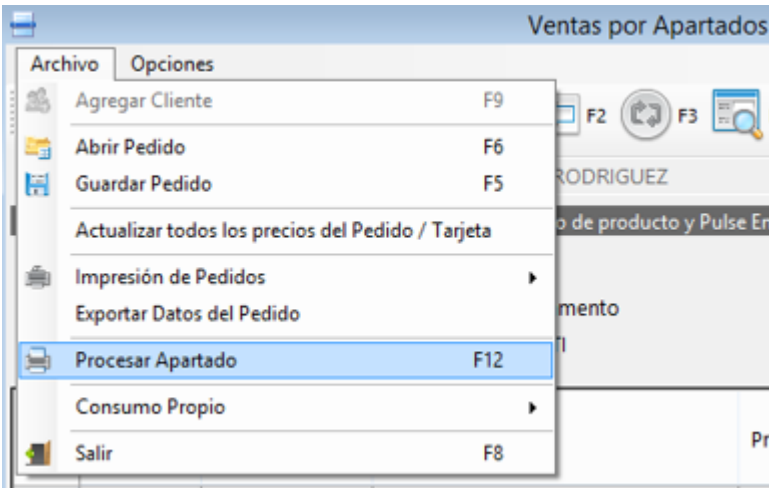 Ventas por Apartados
Archivo Opciones
Agregar Cliente F9
F2 F3
Abrir Pedido F6
Guardar Pedido F5
RODRIGUEZ
Actualizar todos los precios del Pedido / Tarjeta
de producto y Pulse
Impresión de Pedidos
Exportar Datos del Pedido
mento
Procesar Apartado F12
Consumo Propio
Salir F8